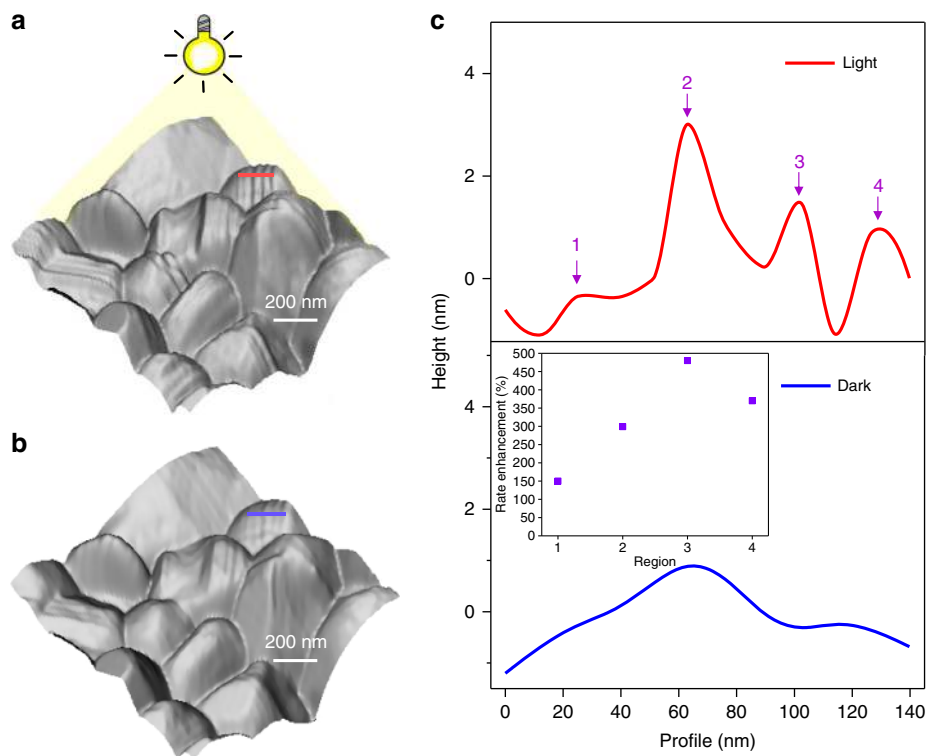 a
200 nm
b
200 nm
c
Height (nm)
4
2
0
Light
1
2
3
4
4
2
0
Dark
Rate enhancement (%)
500
450
400
350
300
250
200
150
100
50
0
1 2 3 4
Region
0 20 40 60 80 100 120 140
Profile (nm)